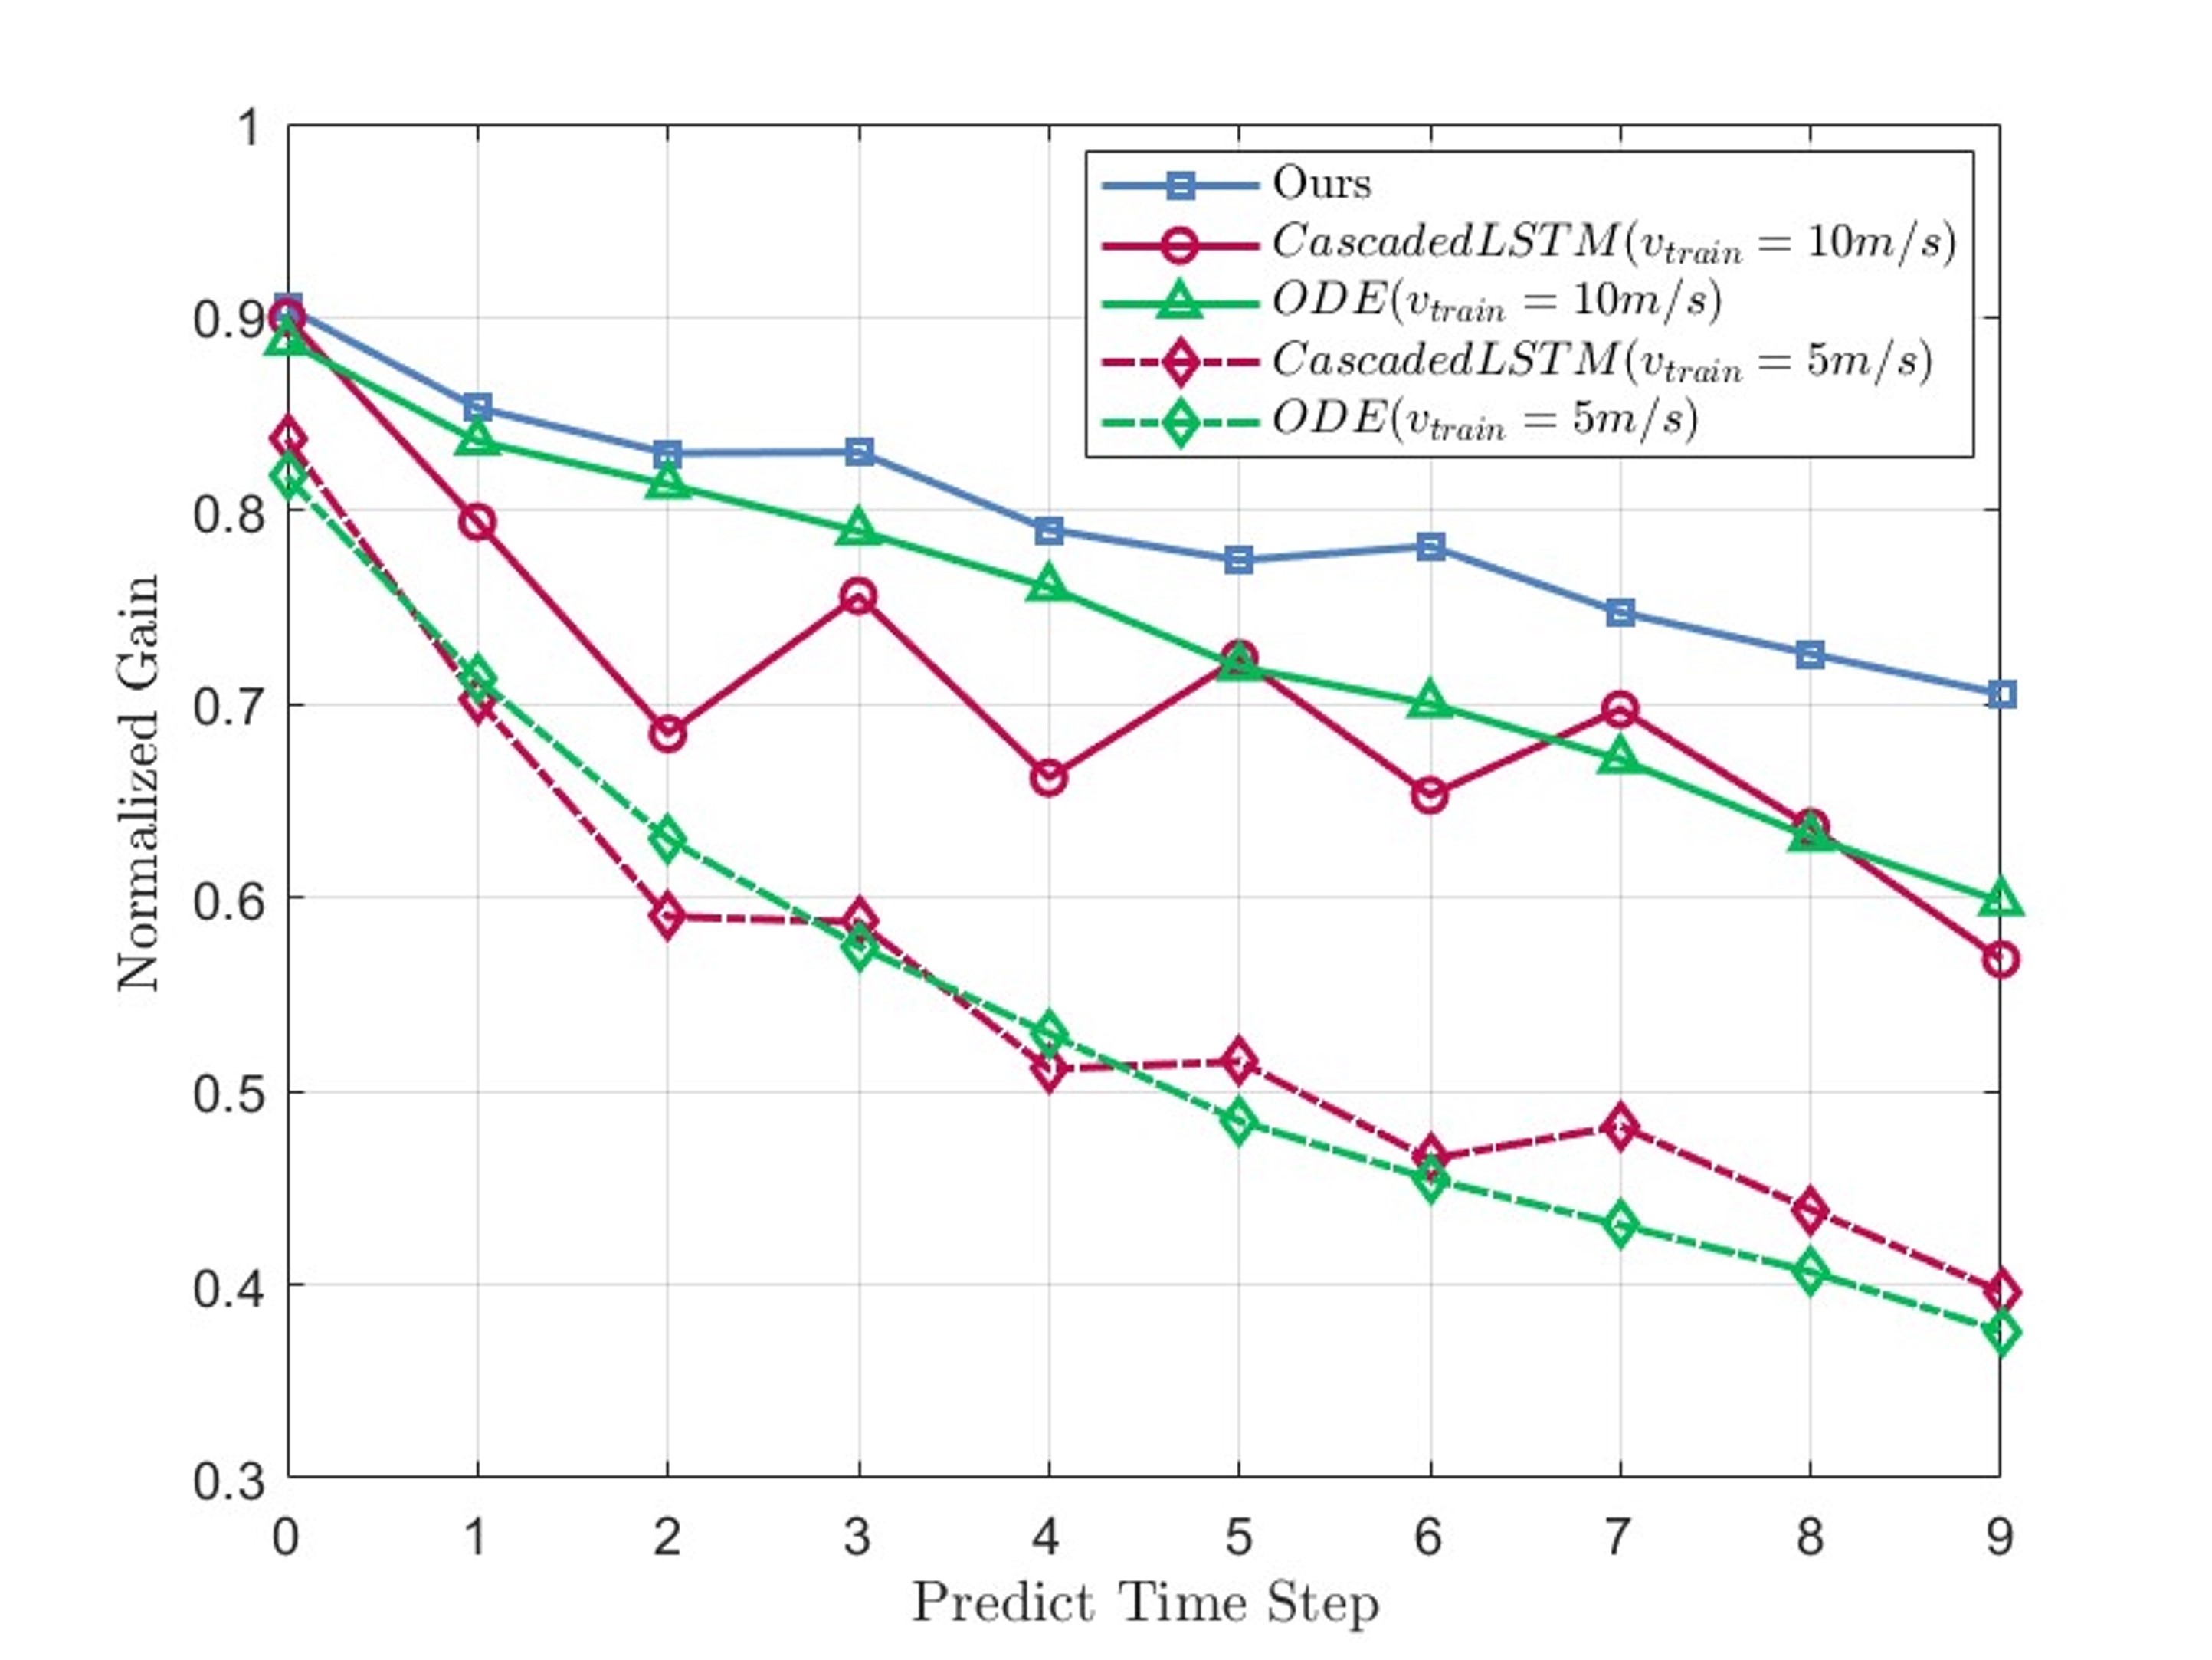 1
0.9
0.8
0.7
0.6
0.5
0.4
0.3
Normalized Gain
Ours
CascadedLSTM(v_train = 10m/s)
ODE(v_train = 10m/s)
CascadedLSTM(v_train = 5m/s)
ODE(v_train = 5m/s)
0 1 2 3 4 5 6 7 8 9
Predict Time Step